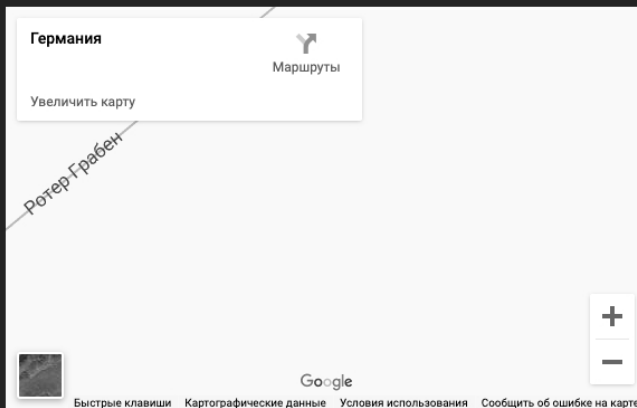 Германия
Маршруты
Увеличить карту
Ротер Грабен
Google
Быстрые клавиши Картографические данные Условия использования Сообщить об ошибке на карте